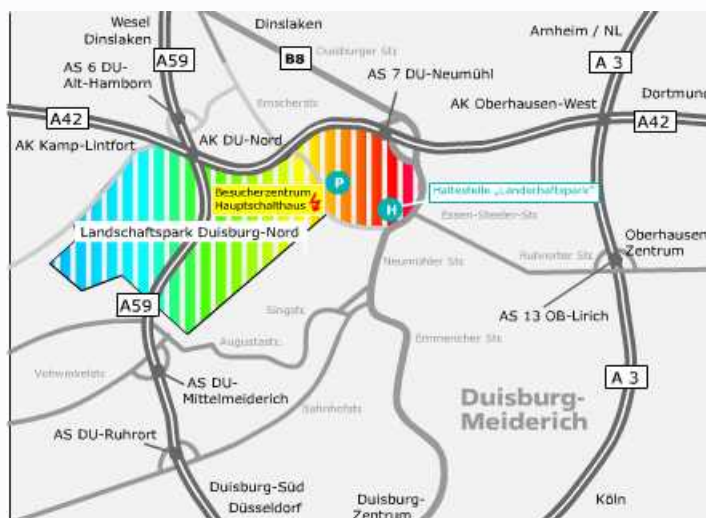 Wesel
Dinslaken
Dinslaken
Arnheim / NL
A59
B8
Duisburger Str.
A 3
AS 6 DU-
Alt-Hamborn
AS 7 DU-Neumühl
Dortmund
Emscherstr.
AK Oberhausen-West
A42
A42
AK DU-Nord
AK Kamp-Lintfort
P
Besucherzentrum
Hauptschalthaus
Haltestelle „Landschaftspark"
H
Essen-Steeler-Str.
Landschaftspark Duisburg-Nord
Oberhausen
Zentrum
Neumühler Str.
Ruhrorter Str.
A59
Singstr.
AS 13 OB-Lirich
Augustastr.
Emmericher Str.
Vohwinkelstr.
AS DU-
Mittelmeiderich
A 3
Duisburg-
Meiderich
Bahnhofstr.
AS DU-Ruhrort
Duisburg-Süd
Düsseldorf
Duisburg-
Zentrum
Köln